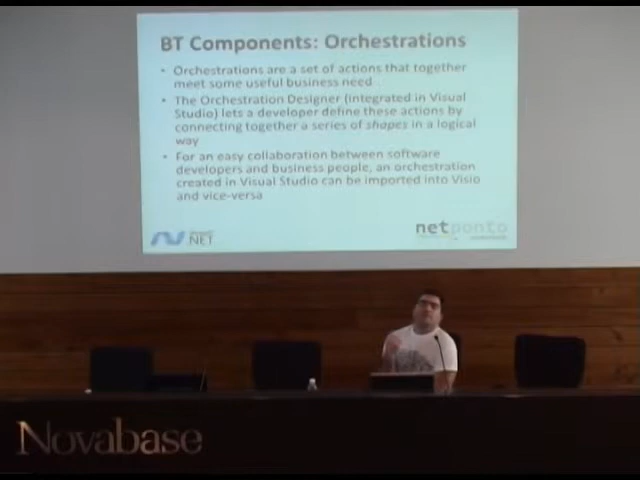 BT Components: Orchestrations
• Orchestrations are a set of actions that together
meet some useful business need
• The Orchestration Designer (integrated in Visual
Studio) lets a developer define these actions by
connecting together a series of shapes in a logical
way
• For an easy collaboration between software
developers and business people, an orchestration
created in Visual Studio can be imported into Visio
and vice-versa
NET
netponto
Novabase